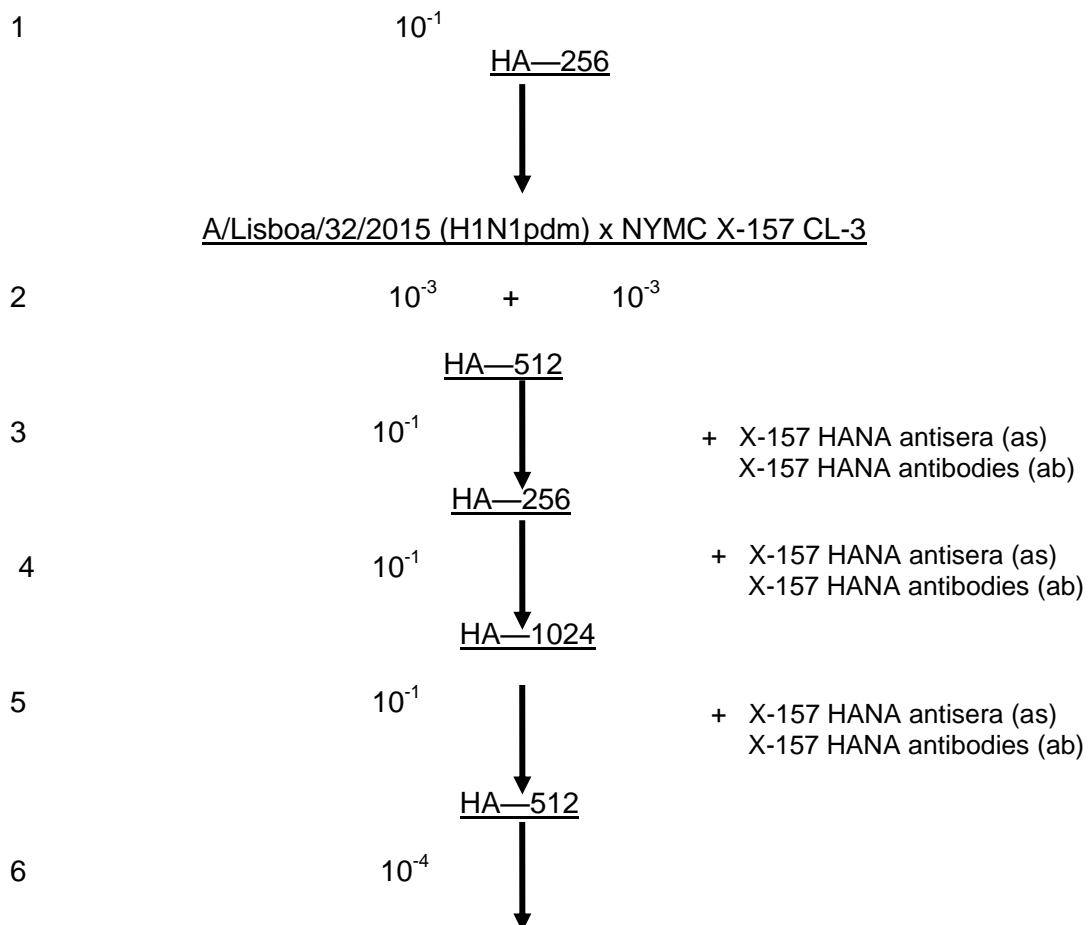 1 10⁻¹
HA—256
A/Lisboa/32/2015 (H1N1pdm) x NYMC X-157 CL-3
2 10⁻³ + 10⁻³
HA—512
3 10⁻¹ + X-157 HANA antisera (as)
X-157 HANA antibodies (ab)
HA—256
4 10⁻¹ + X-157 HANA antisera (as)
X-157 HANA antibodies (ab)
HA—1024
5 10⁻¹ + X-157 HANA antisera (as)
X-157 HANA antibodies (ab)
HA—512
6 10⁻⁴